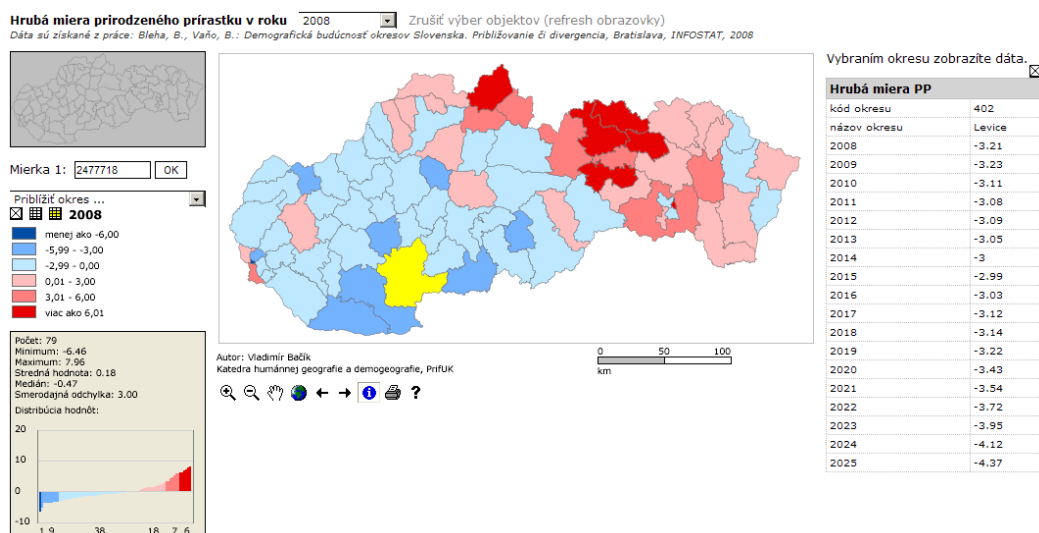 Hrubá miera prirodzeného prírastku v roku 2008 Zrušiť výber objektov (refresh obrazovky)
Dáta sú získané z práce: Bleha, B., Vaňo, B.: Demografická budúcnosť okresov Slovenska. Približovanie či divergencia, Bratislava, INFOSTAT, 2008
Mierka 1: 2477718 OK
Priblížiť okres ...
2008
menej ako -6,00
-5,99 - -3,00
-2,99 - 0,00
0,01 - 3,00
3,01 - 6,00
viac ako 6,01
Počet: 79
Minimum: -6.46
Maximum: 7.96
Stredná hodnota: 0.18
Medián: -0.47
Smerodajná odchylka: 3.00
Distribúcia hodnôt:
20
10
0
-10
1 9 38 18 7 6
Autor: Vladimír Bačík
Katedra humánnej geografie a demogeografie, PrifUK
0 50 100
km
?
Vybraním okresu zobrazíte dáta.
Hrubá miera PP
kód okresu 402
názov okresu Levice
2008 -3.21
2009 -3.23
2010 -3.11
2011 -3.08
2012 -3.09
2013 -3.05
2014 -3
2015 -2.99
2016 -3.03
2017 -3.12
2018 -3.14
2019 -3.22
2020 -3.43
2021 -3.54
2022 -3.72
2023 -3.95
2024 -4.12
2025 -4.37